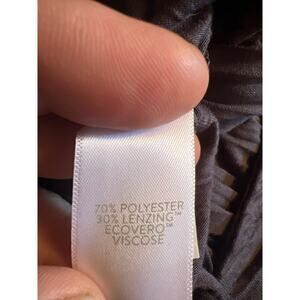 70% POLYESTER
30% LENZING™
ECOVERO™
VISCOSE